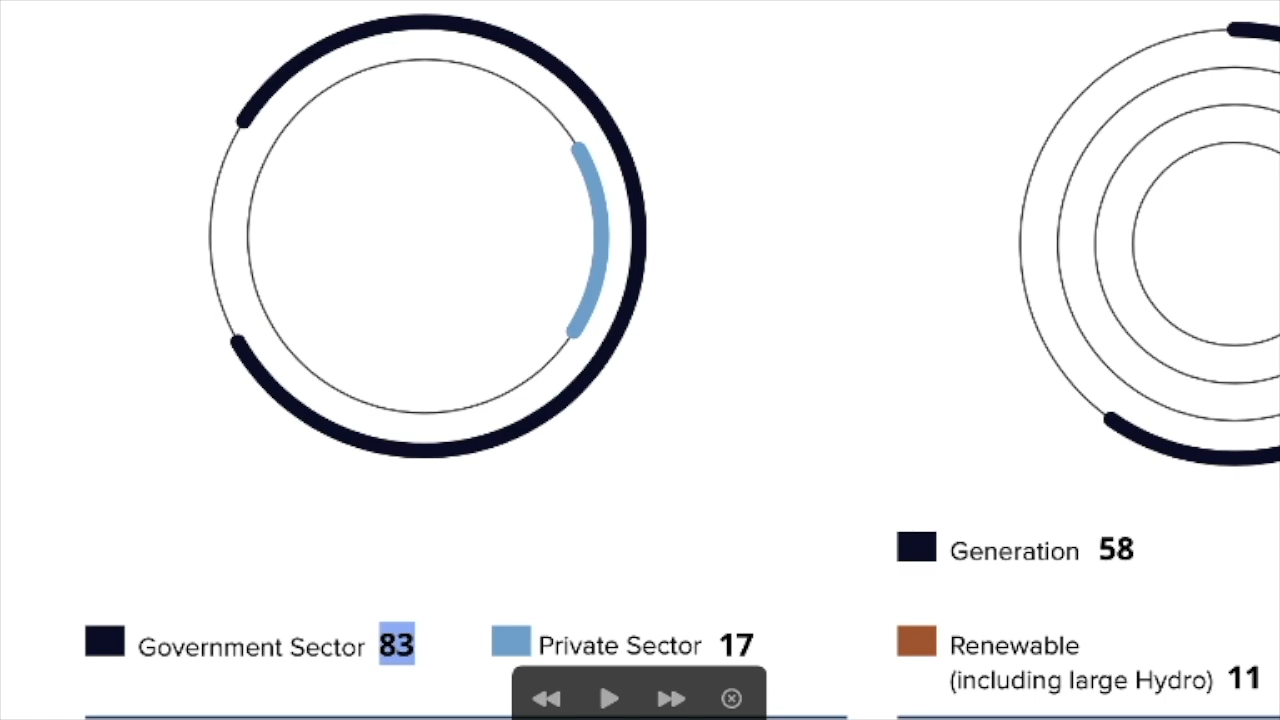 Generation 58
Government Sector 83 Private Sector 17 Renewable
(including large Hydro) 11